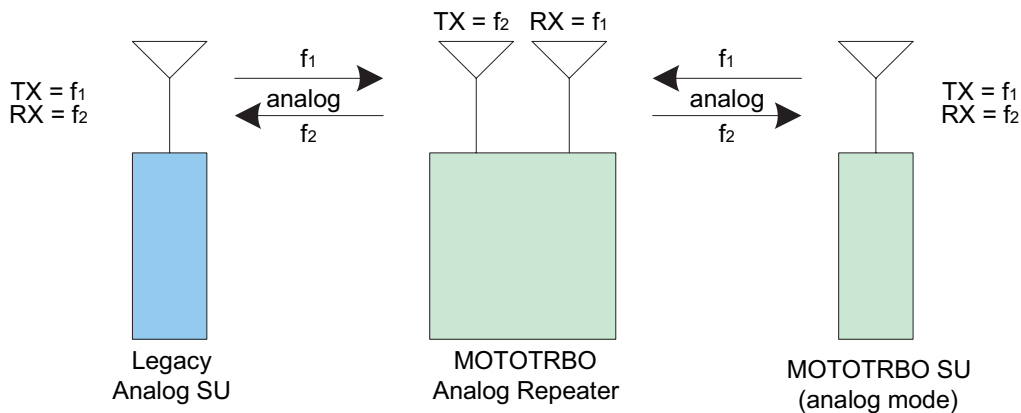 TX = f2 RX = f1
f1
analog
f2
TX = f1
RX = f2
f1
analog
f2
TX = f1
RX = f2
Legacy
Analog SU
MOTOTRBO
Analog Repeater
MOTOTRBO SU
(analog mode)